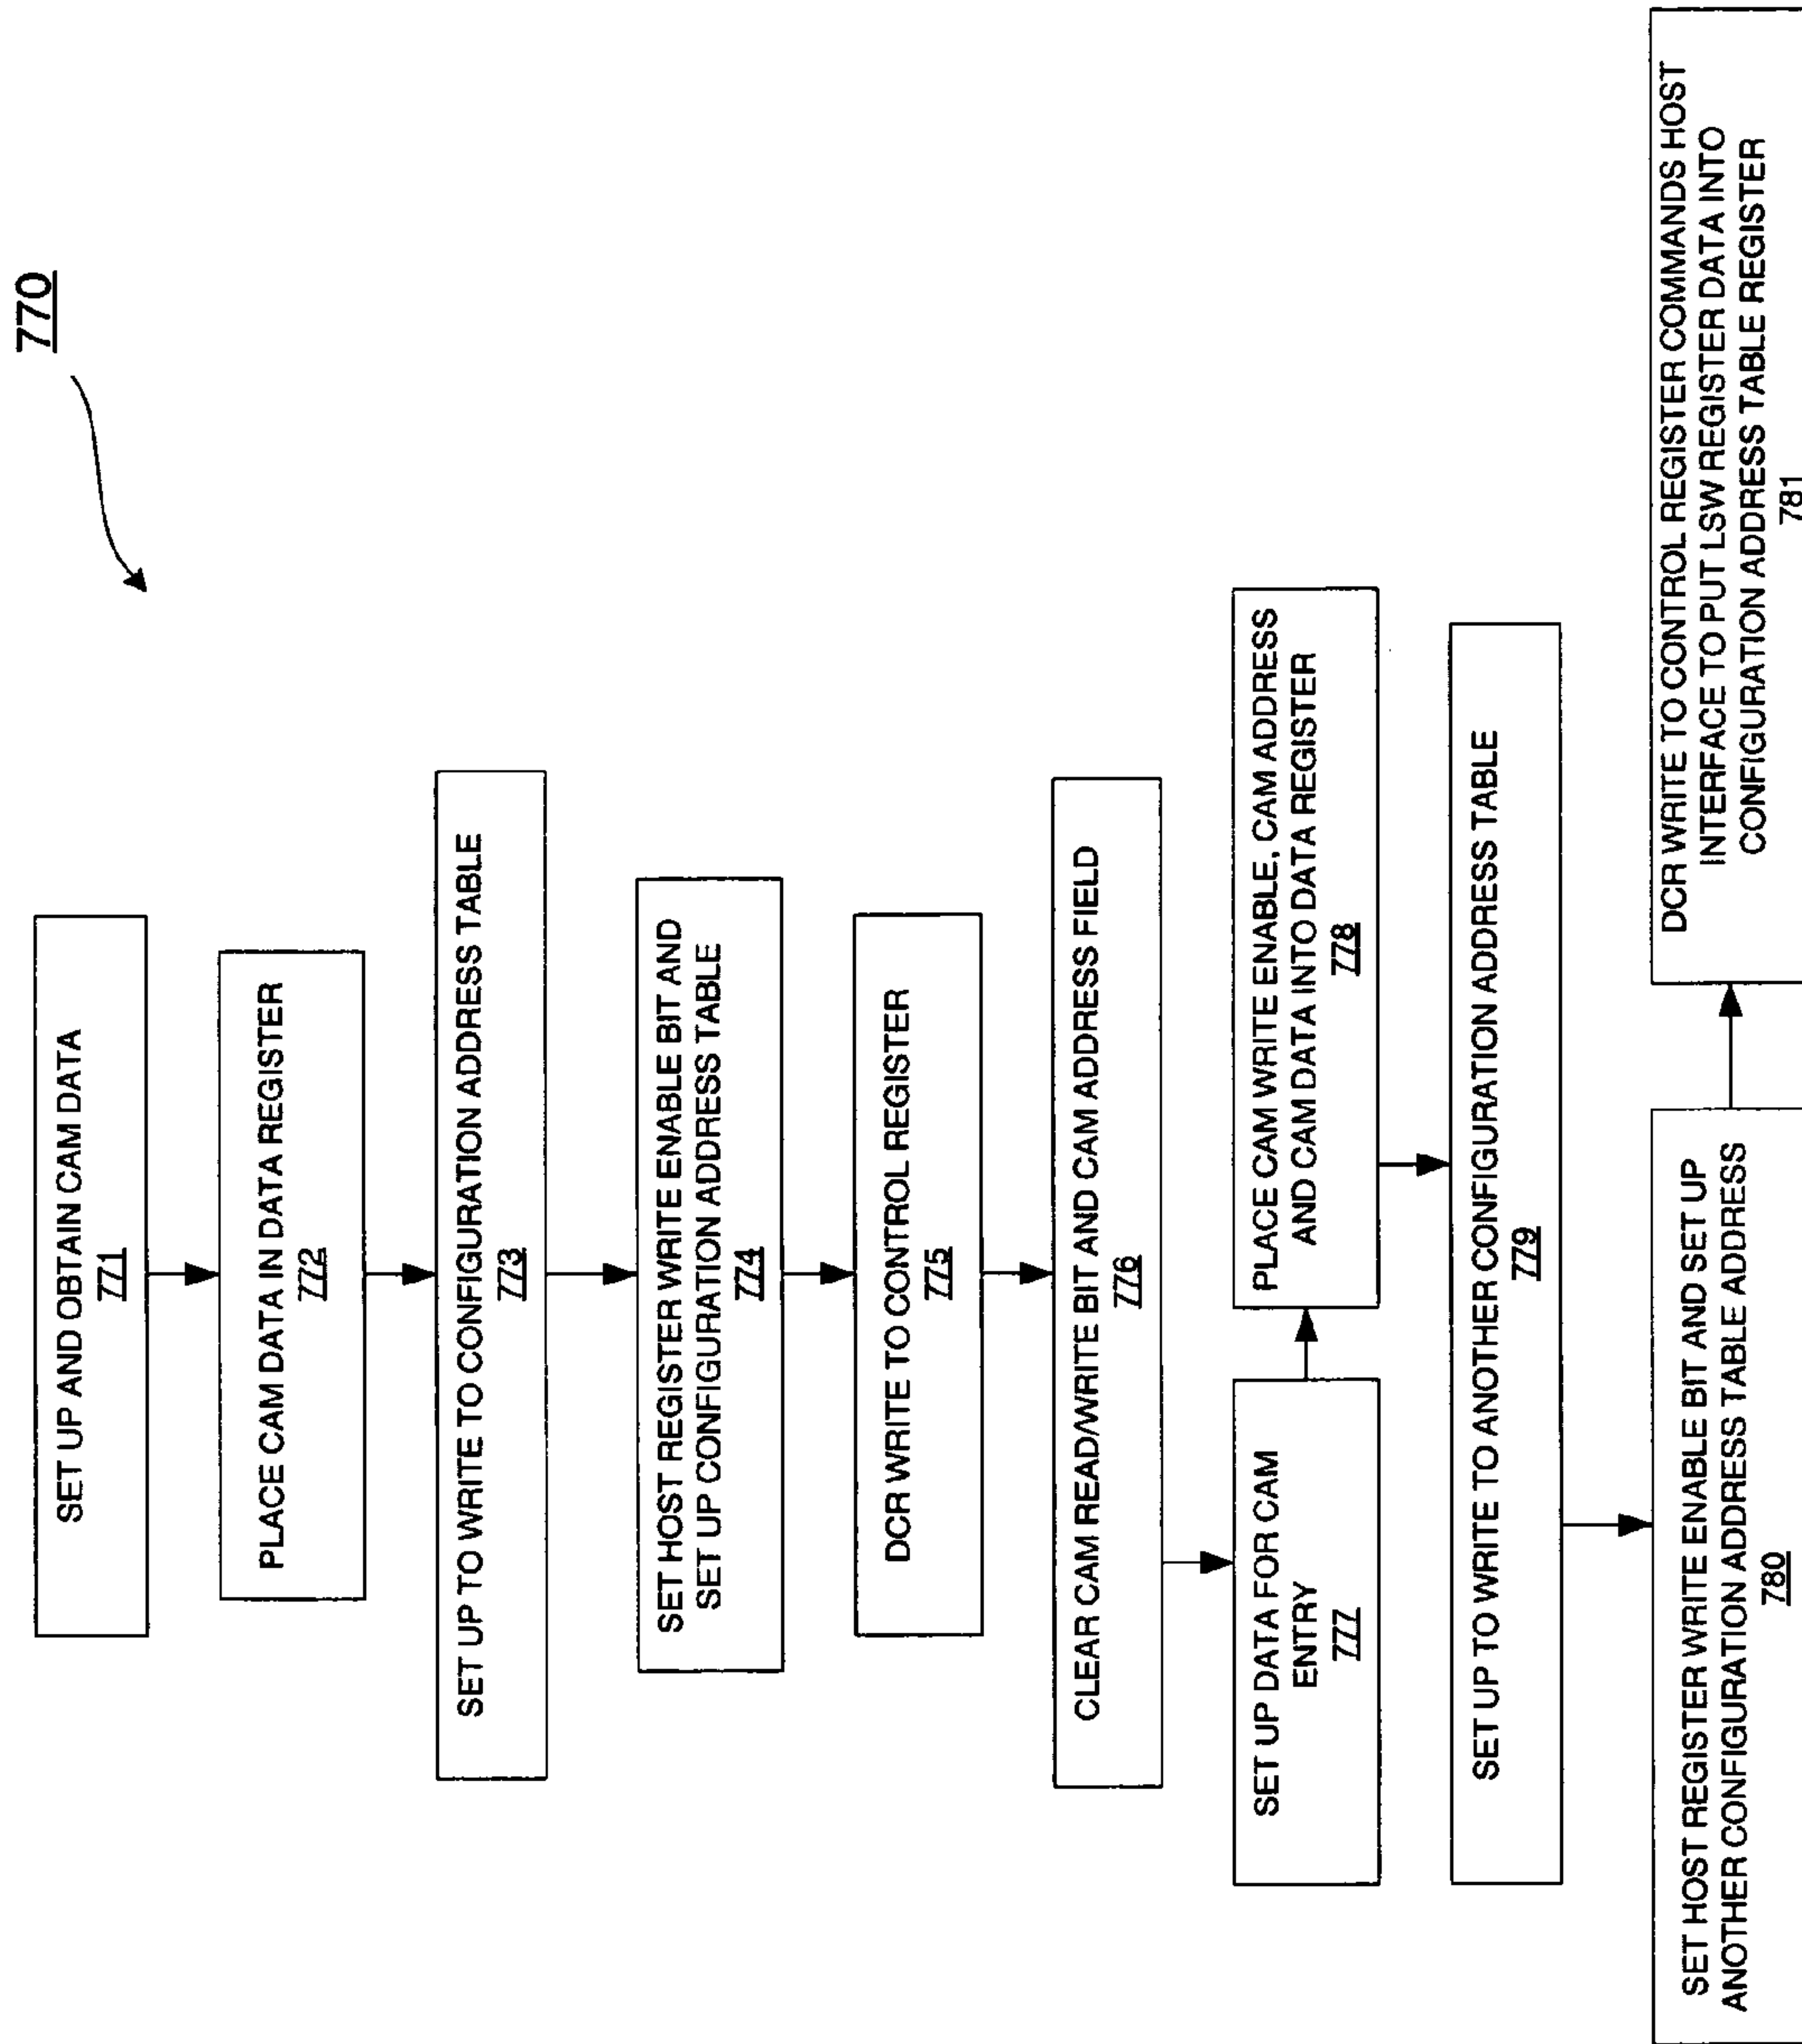 770
SET UP AND OBTAIN CAM DATA
771
PLACE CAM DATA IN DATA REGISTER
772
SET UP TO WRITE TO CONFIGURATION ADDRESS TABLE
773
SET HOST REGISTER WRITE ENABLE BIT AND
SET UP CONFIGURATION ADDRESS TABLE
774
DCR WRITE TO CONTROL REGISTER
775
CLEAR CAM READ/WRITE BIT AND CAM ADDRESS FIELD
776
SET UP DATA FOR CAM
ENTRY
777
PLACE CAM WRITE ENABLE, CAM ADDRESS
AND CAM DATA INTO DATA REGISTER
778
SET UP TO WRITE TO ANOTHER CONFIGURATION ADDRESS TABLE
779
SET HOST REGISTER WRITE ENABLE BIT AND SET UP
ANOTHER CONFIGURATION ADDRESS TABLE ADDRESS
780
DCR WRITE TO CONTROL REGISTER COMMANDS HOST
INTERFACE TO PUT LSW REGISTER DATA INTO
CONFIGURATION ADDRESS TABLE REGISTER
781